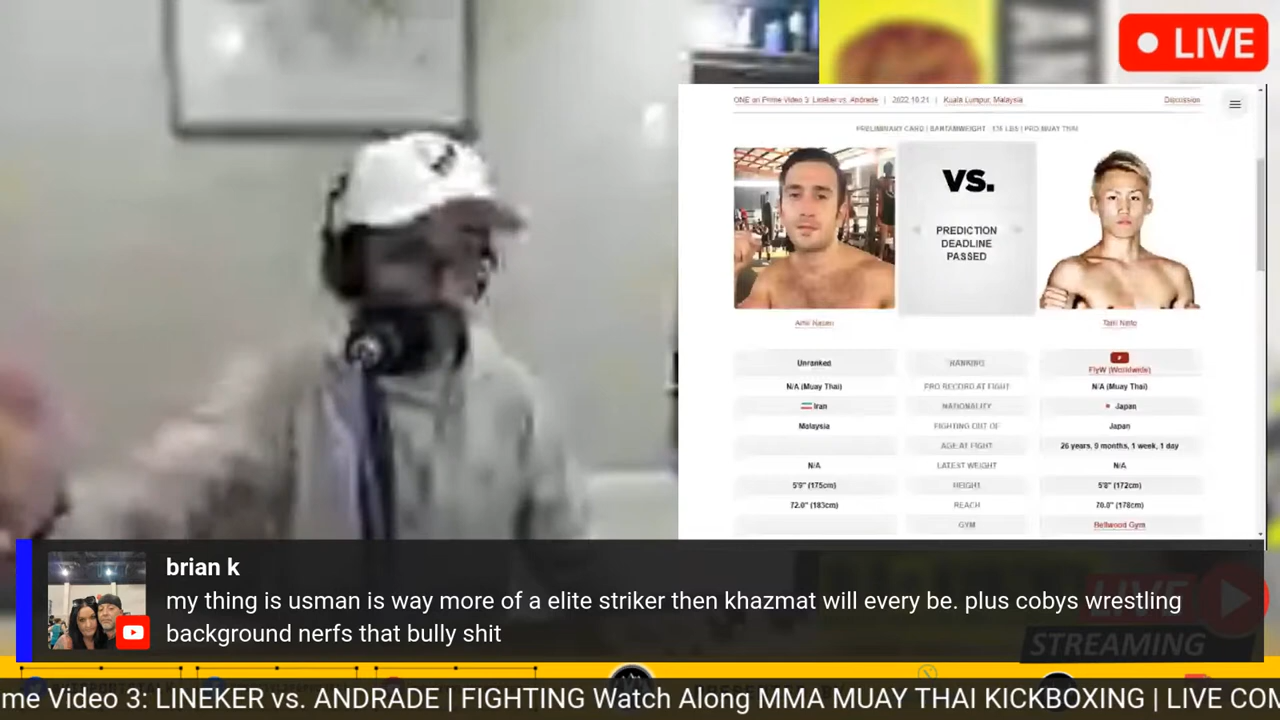 LIVE
ONE on Prime Video 3: Lineker vs. Andrade | 2022.10.21 | Kuala Lumpur, Malaysia
Discussion
PRELIMINARY CARD | BANTAMWEIGHT
PRO MUAY THAI
VS.
PREDICTION
DEADLINE
PASSED
Amir Naseri
Taiki Naito
Unranked RANKING FlyW (Worldwide)
N/A (Muay Thai) PRO RECORD AT FIGHT N/A (Muay Thai)
Iran NATIONALITY Japan
Malaysia FIGHTING OUT OF Japan
AGE AT FIGHT 26 years, 9 months, 1 week, 1 day
N/A LATEST WEIGHT N/A
5'9" (175cm) HEIGHT 5'8" (172cm)
72.0" (183cm) REACH 70.0" (178cm)
GYM Bellwood Gym
brian k
my thing is usman is way more of a elite striker then khazmat will every be. plus cobys wrestling
background nerfs that bully shit
LIVE
STREAMING
me Video 3: LINEKER vs. ANDRADE | FIGHTING Watch Along MMA MUAY THAI KICKBOXING | LIVE COM